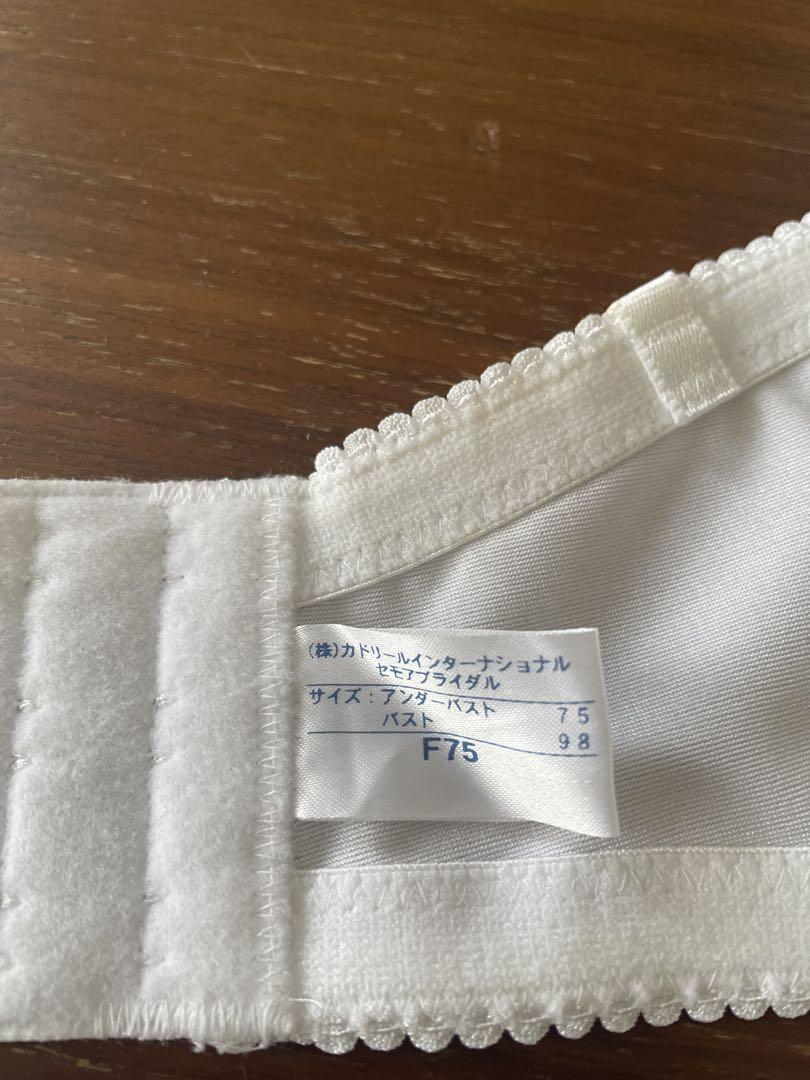 (株)カドリールインターナショナル
セモアブライダル
サイズ:アンダーバスト 75
バスト 98
F75